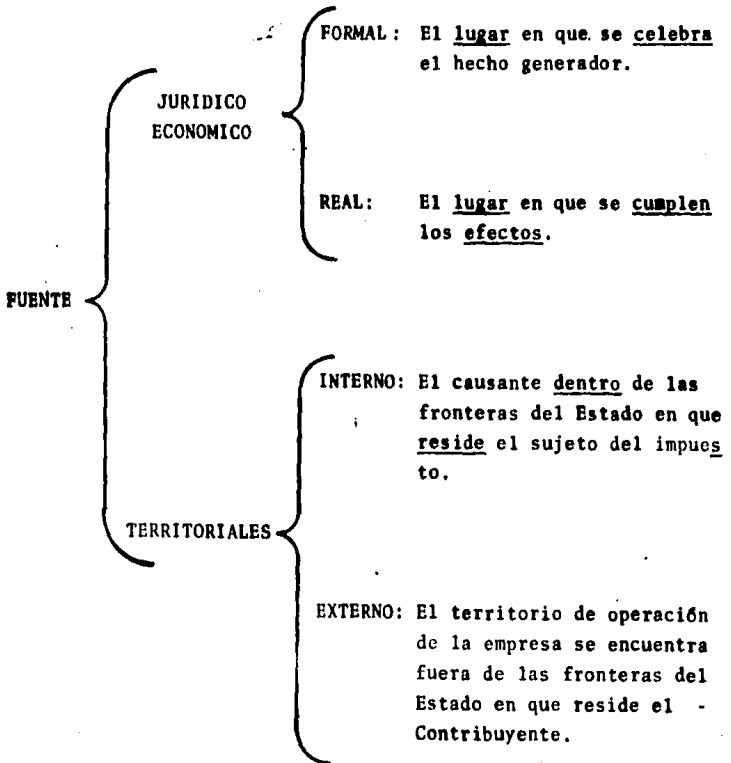 FORMAL: El lugar en que se celebra
el hecho generador.
JURIDICO
ECONOMICO
REAL: El lugar en que se cumplen
los efectos.
FUENTE
INTERNO: El causante dentro de las
fronteras del Estado en que
reside el sujeto del impues
to.
TERRITORIALES
EXTERNO: El territorio de operación
de la empresa se encuentra
fuera de las fronteras del
Estado en que reside el -
Contribuyente.